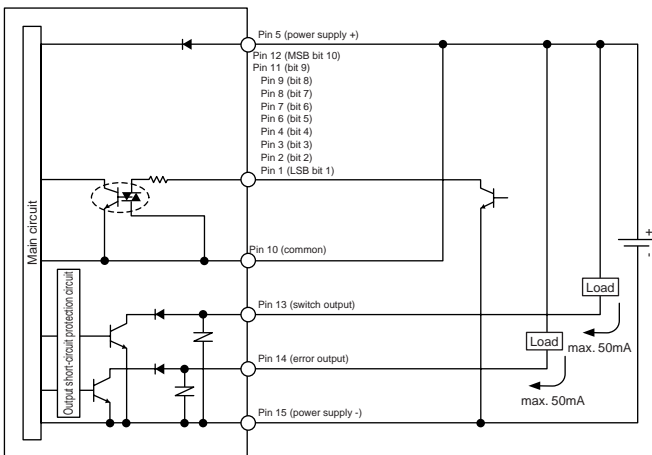 Pin 5 (power supply +)
Pin 12 (MSB bit 10)
Pin 11 (bit 9)
Pin 9 (bit 8)
Pin 8 (bit 7)
Pin 7 (bit 6)
Pin 6 (bit 5)
Pin 4 (bit 4)
Pin 3 (bit 3)
Pin 2 (bit 2)
Pin 1 (LSB bit 1)
Main circuit
+
-
Pin 10 (common)
Output short-circuit protection circuit
Pin 13 (switch output)
Load
max. 50mA
Pin 14 (error output)
Load
max. 50mA
Pin 15 (power supply -)